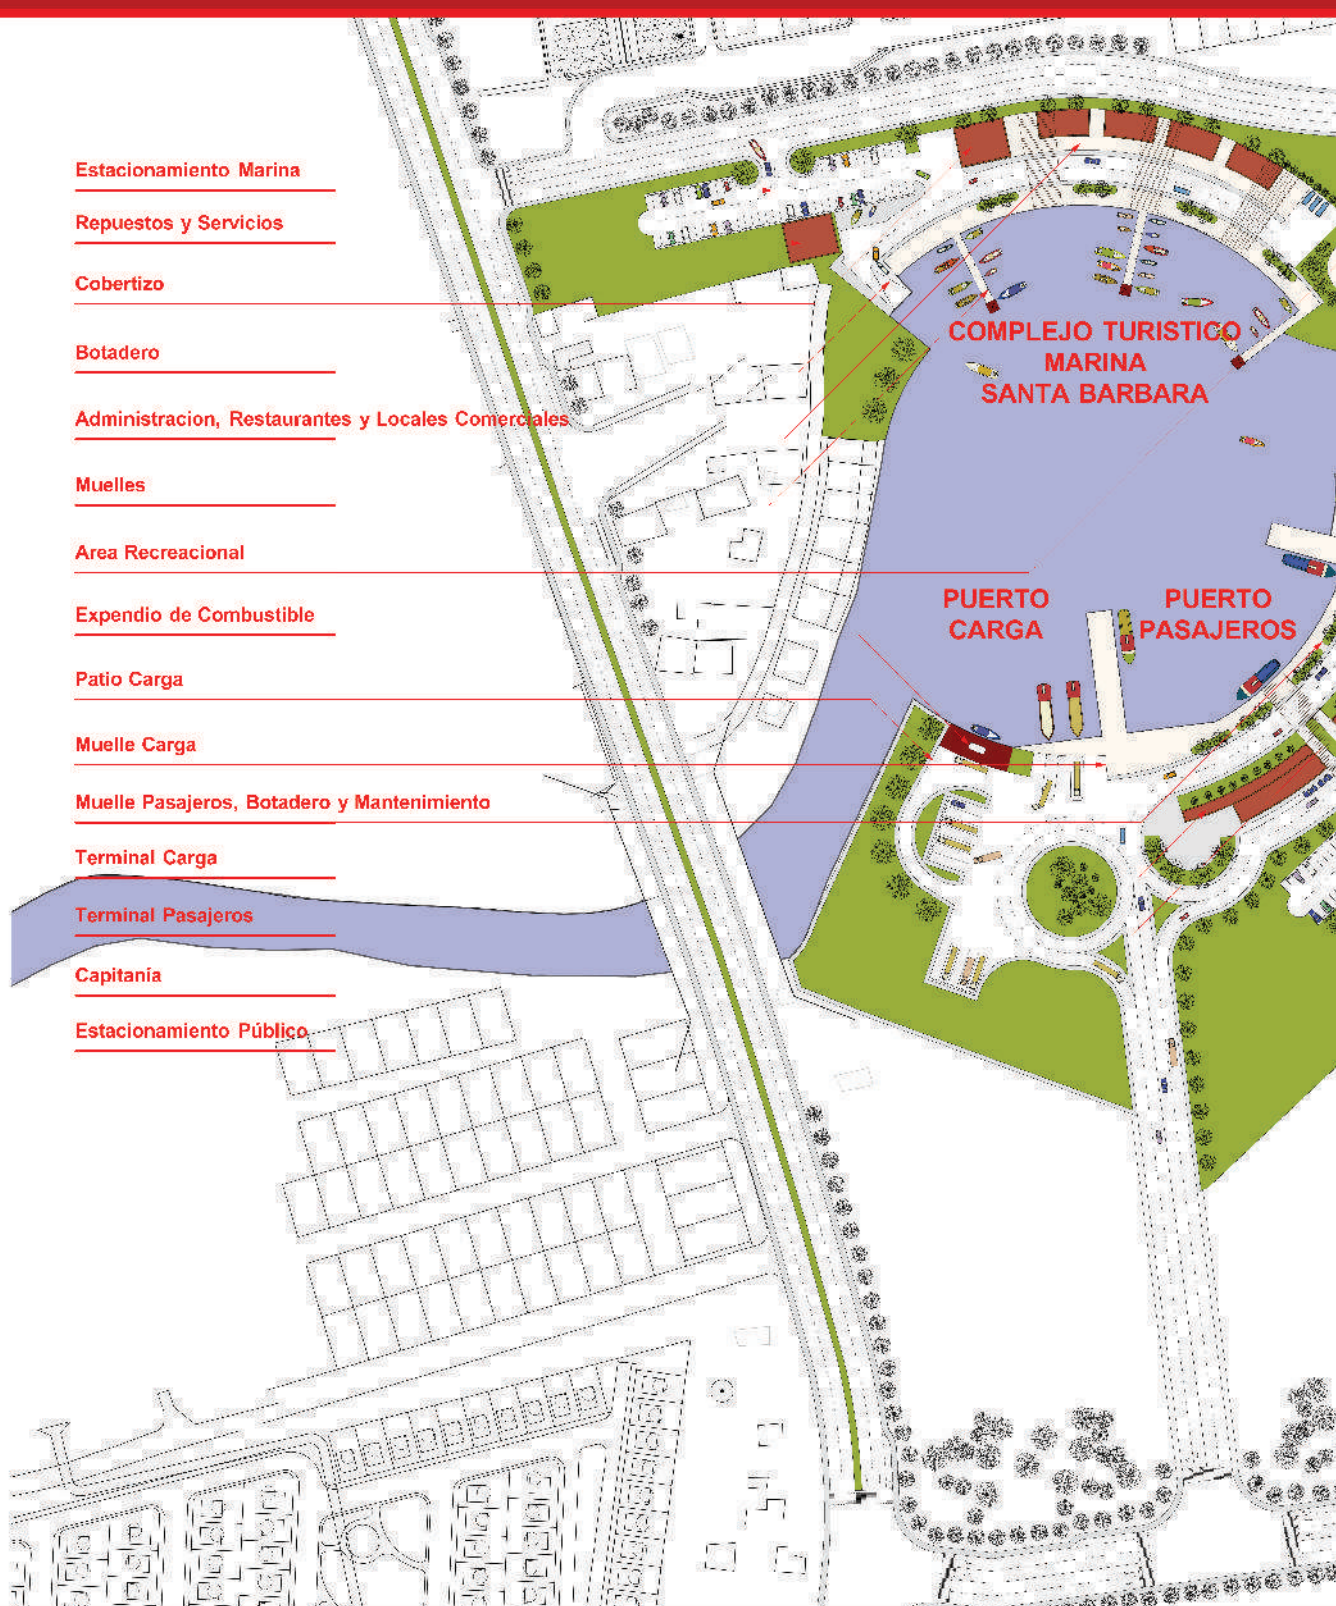 Estacionamiento Marina
Repuestos y Servicios
Cobertizo
Botadero
Administracion, Restaurantes y Locales Comerciales
Muelles
Area Recreacional
Expendio de Combustible
Patio Carga
Muelle Carga
Muelle Pasajeros, Botadero y Mantenimiento
Terminal Carga
Terminal Pasajeros
Capitanía
Estacionamiento Público
COMPLEJO TURISTICO
MARINA
SANTA BARBARA
PUERTO
CARGA
PUERTO
PASAJEROS